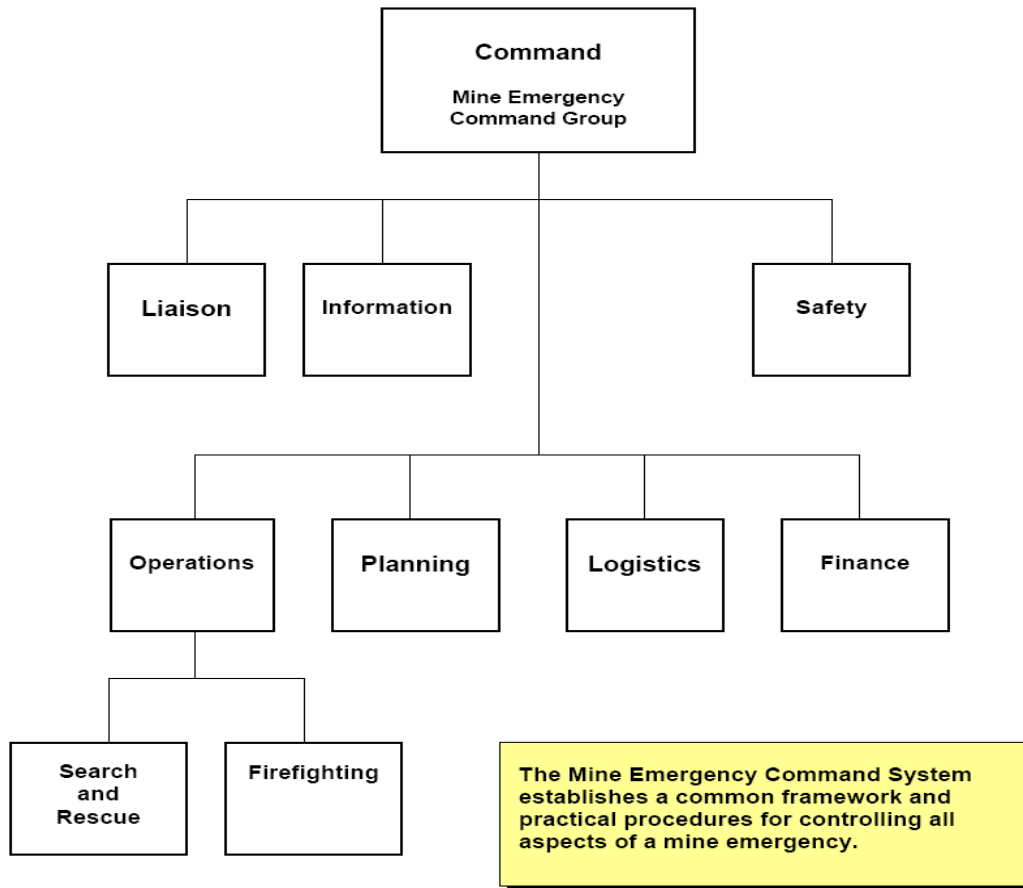 Command
Mine Emergency
Command Group
Liaison
Information
Safety
Operations
Planning
Logistics
Finance
Search
and
Rescue
Firefighting
The Mine Emergency Command System
establishes a common framework and
practical procedures for controlling all
aspects of a mine emergency.